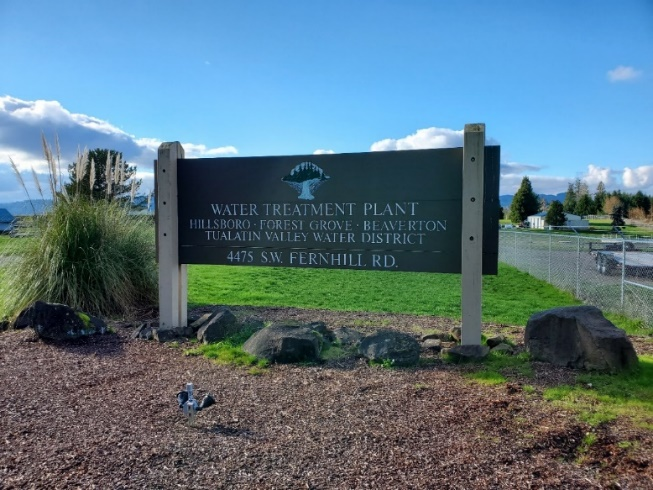 WATER TREATMENT PLANT
HILLSBORO · FOREST GROVE · BEAVERTON
TUALATIN VALLEY WATER DISTRICT
4475 S.W. FERNHILL RD.